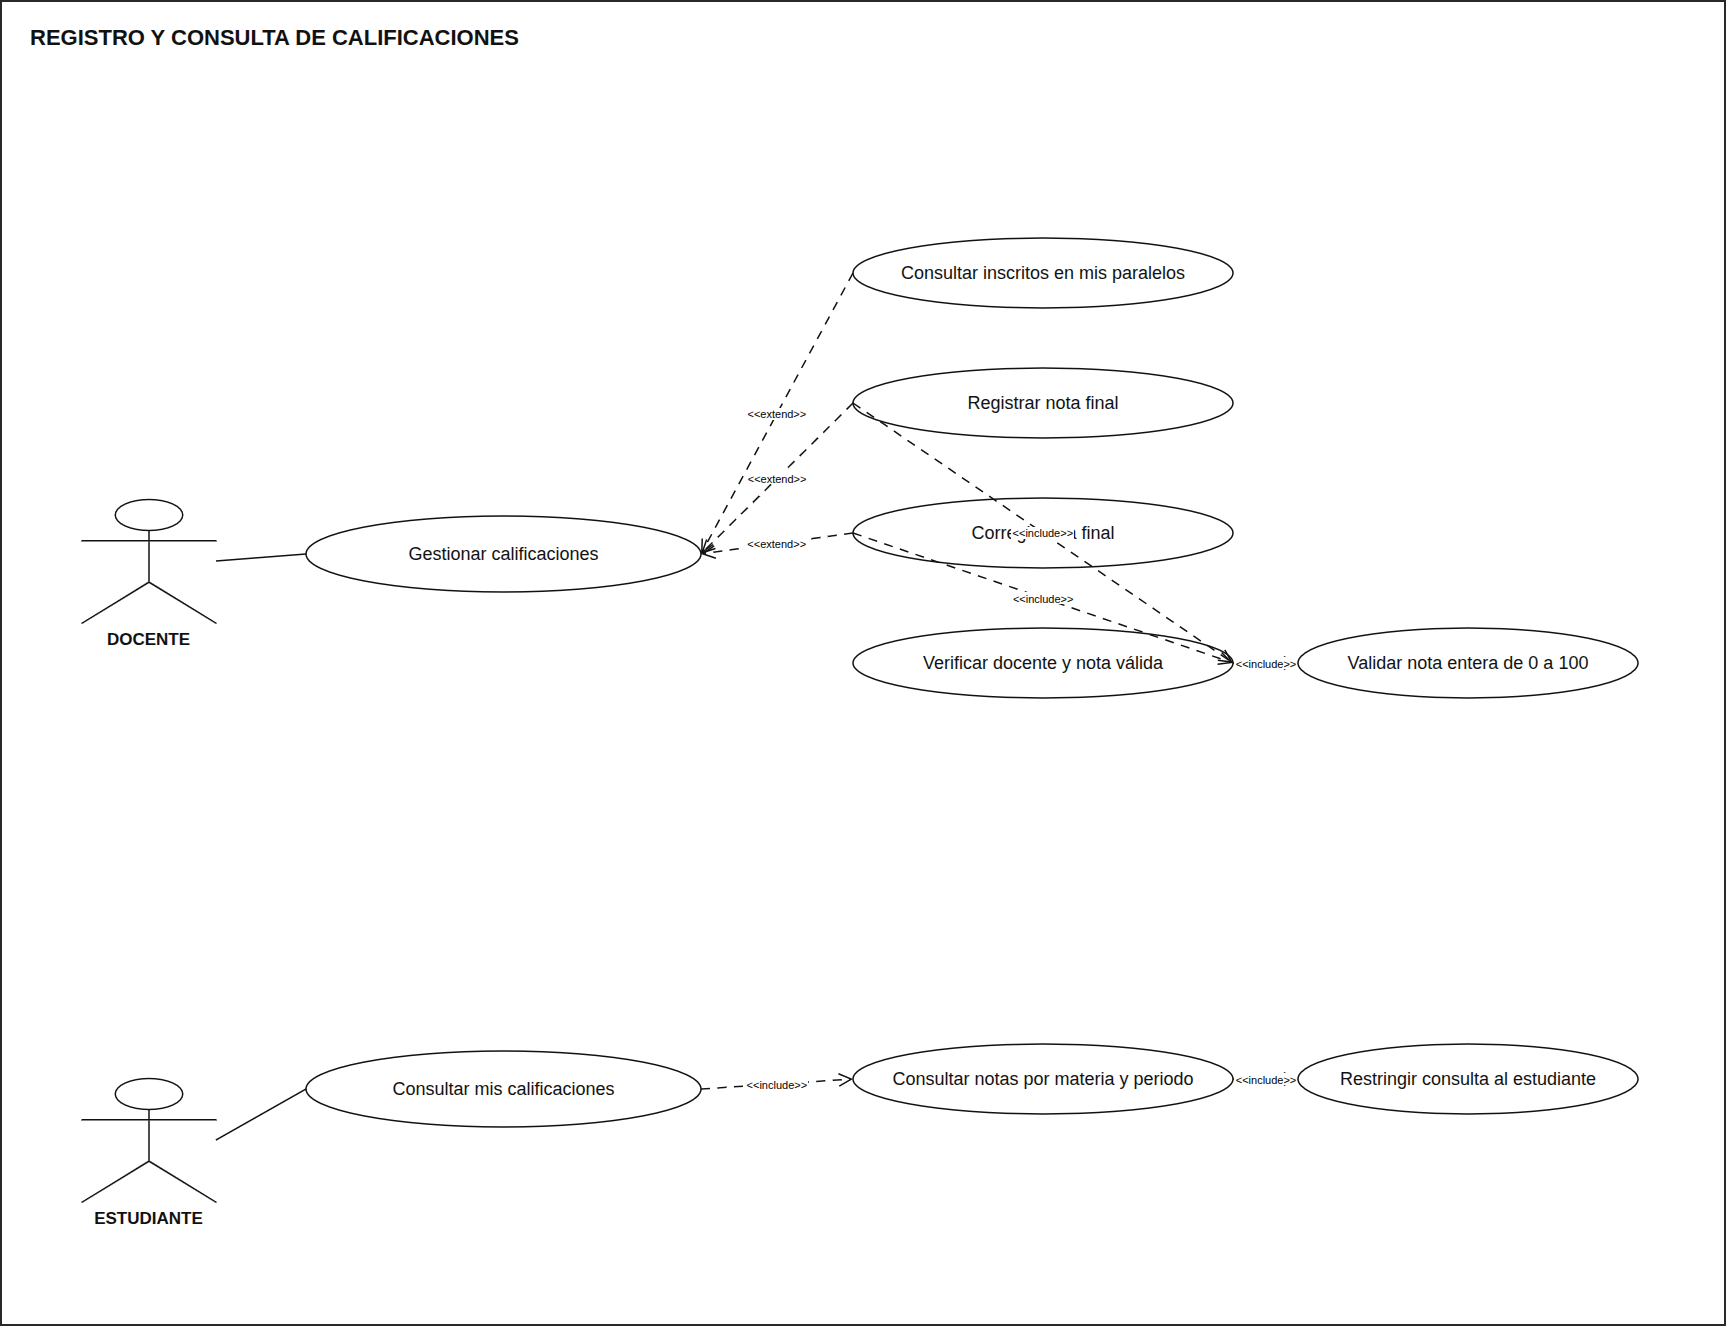 REGISTRO Y CONSULTA DE CALIFICACIONES
Consultar inscritos en mis paralelos
Registrar nota final
<<extend>>
<<extend>>
<<extend>>
<<include>>
final
Gestionar calificaciones
<<include>>
DOCENTE
Verificar docente y nota válida
<<include>>
Validar nota entera de 0 a 100
Consultar mis calificaciones
<<include>>
Consultar notas por materia y periodo
<<include>>
Restringir consulta al estudiante
ESTUDIANTE